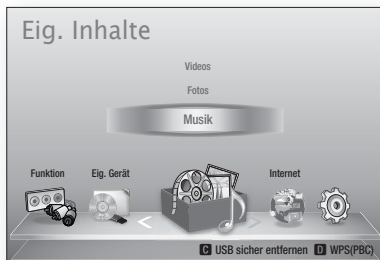 Eig. Inhalte
Videos
Fotos
Musik
Funktion Eig. Gerät Internet
C USB sicher entfernen D WPS(PBC)